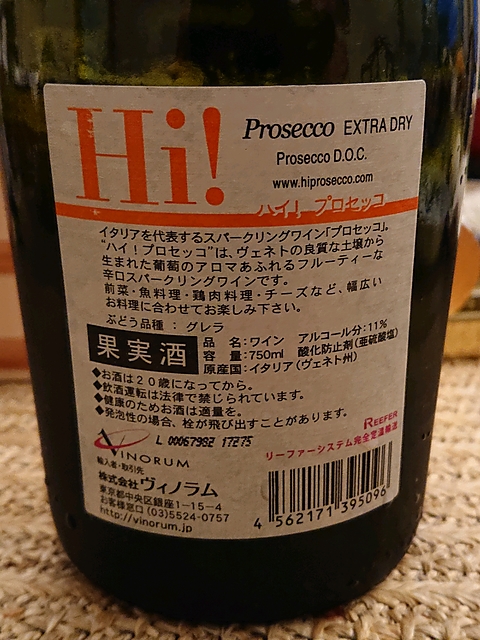 Hi!
Prosecco EXTRA DRY
Prosecco D.O.C.
www.hiprosecco.com
ハイ! プロセッコ
イタリアを代表するスパークリングワイン「プロセッコ」。
“ハイ!プロセッコ”は、ヴェネトの良質な土壌から
生まれた葡萄のアロマあふれるフルーティーな
辛口スパークリングワインです。
前菜・魚料理・鶏肉料理・チーズなど、幅広い
お料理に合わせてお楽しみ下さい。
ぶどう品種 : グレラ
果実酒
品 名:ワイン アルコール分:11%
容 量:750ml 酸化防止剤(亜硫酸塩)
原産国:イタリア(ヴェネト州)
◆お酒は20歳になってから。
◆飲酒運転は法律で禁じられています。
◆健康のためお酒は適量を。
◆発泡性の場合、栓が飛び出すことがあります。
L 00067982 17275
VINORUM
輸入者・取引先
株式会社ヴィノラム
東京都中央区銀座1-15-4
お客様窓口 (03)5524-0757
http://vinorum.jp
REEFER
リーファーシステム完全定温輸送
4 562171 395096